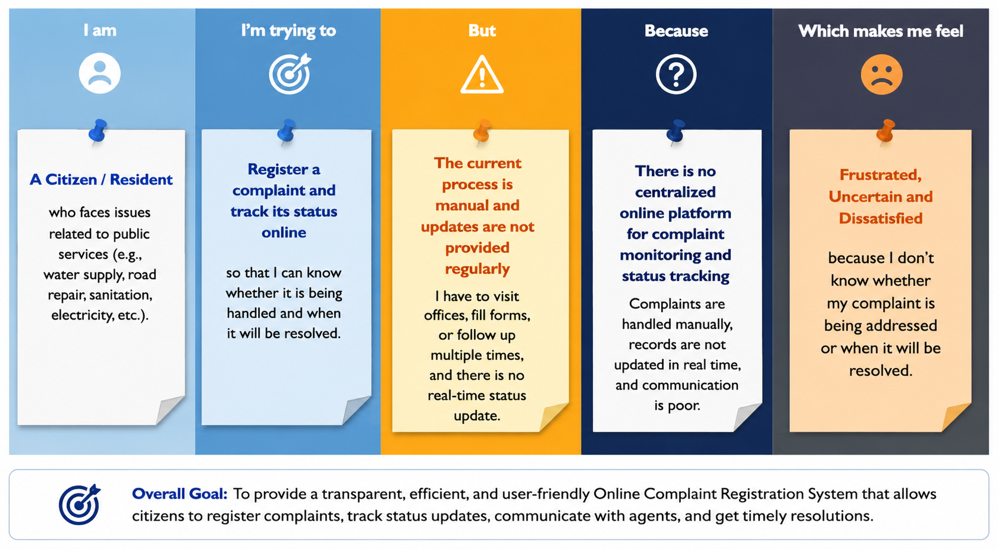 I am
A Citizen / Resident
who faces issues
related to public
services (e.g.,
water supply, road
repair, sanitation,
electricity, etc.).
I’m trying to
Register a
complaint and
track its status
online
so that I can know
whether it is being
handled and when
it will be resolved.
But
The current
process is
manual and
updates are not
provided
regularly
I have to visit
offices, fill forms,
or follow up
multiple times,
and there is no
real-time status
update.
Because
There is no
centralized
online platform
for complaint
monitoring and
status tracking
Complaints are
handled manually,
records are not
updated in real time,
and communication
is poor.
Which makes me feel
Frustrated,
Uncertain and
Dissatisfied
because I don’t
know whether
my complaint is
being addressed
or when it will be
resolved.
Overall Goal: To provide a transparent, efficient, and user-friendly Online Complaint Registration System that allows
citizens to register complaints, track status updates, communicate with agents, and get timely resolutions.